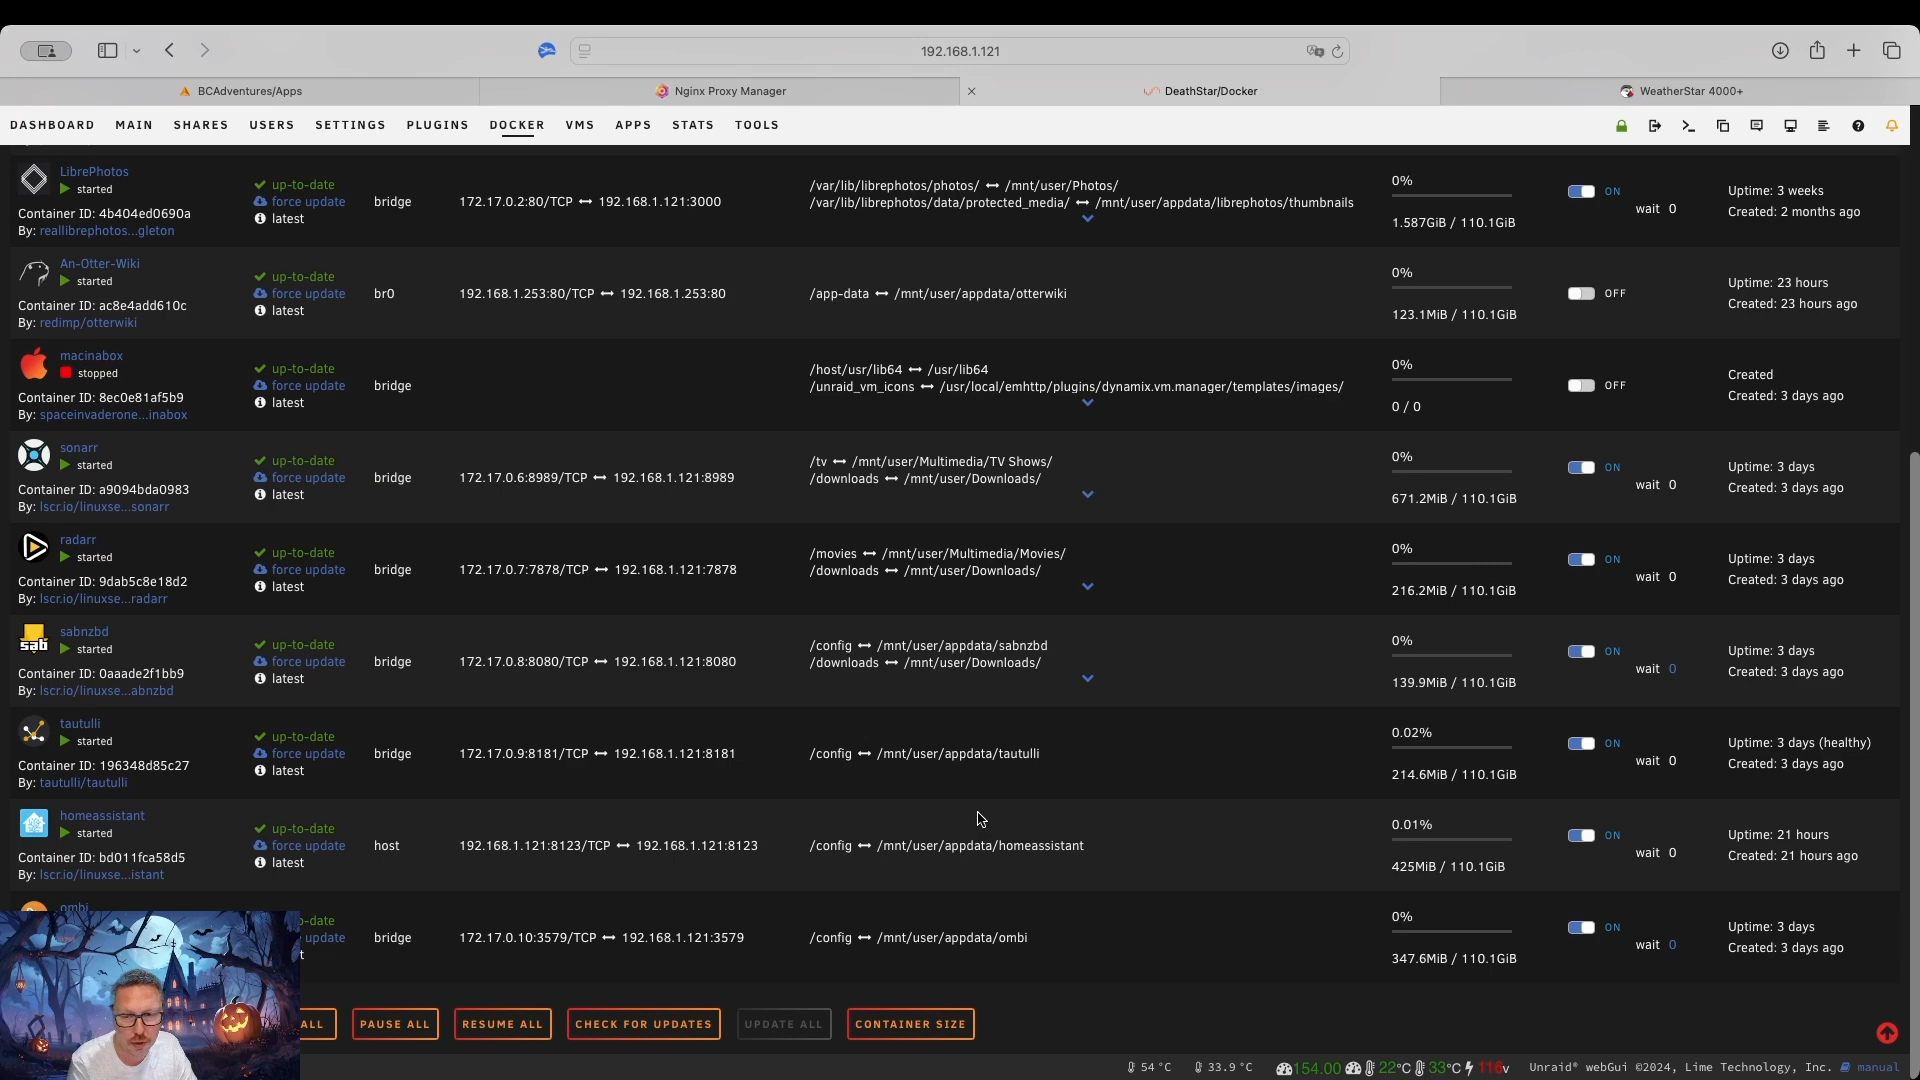 192.168.1.121
BCAdventures/Apps
Nginx Proxy Manager
DeathStar/Docker
WeatherStar 4000+
DASHBOARD MAIN SHARES USERS SETTINGS PLUGINS DOCKER VMS APPS STATS TOOLS
LibrePhotos
started
Container ID: 4b404ed0690a
By: reallibrephotos...gleton
up-to-date
force update
latest
bridge
172.17.0.2:80/TCP ↔ 192.168.1.121:3000
/var/lib/librephotos/photos/ ↔ /mnt/user/Photos/
/var/lib/librephotos/data/protected_media/ ↔ /mnt/user/appdata/librephotos/thumbnails
0%
1.587GiB / 110.1GiB
ON
wait 0
Uptime: 3 weeks
Created: 2 months ago
An-Otter-Wiki
started
Container ID: ac8e4add610c
By: redimp/otterwiki
up-to-date
force update
latest
br0
192.168.1.253:80/TCP ↔ 192.168.1.253:80
/app-data ↔ /mnt/user/appdata/otterwiki
0%
123.1MiB / 110.1GiB
OFF
Uptime: 23 hours
Created: 23 hours ago
macinabox
stopped
Container ID: 8ec0e81af5b9
By: spaceinvaderone...inabox
up-to-date
force update
latest
bridge
/host/usr/lib64 ↔ /usr/lib64
/unraid_vm_icons ↔ /usr/local/emhttp/plugins/dynamix.vm.manager/templates/images/
0%
0 / 0
OFF
Created
Created: 3 days ago
sonarr
started
Container ID: a9094bda0983
By: lscr.io/linuxse...sonarr
up-to-date
force update
latest
bridge
172.17.0.6:8989/TCP ↔ 192.168.1.121:8989
/tv ↔ /mnt/user/Multimedia/TV Shows/
/downloads ↔ /mnt/user/Downloads/
0%
671.2MiB / 110.1GiB
ON
wait 0
Uptime: 3 days
Created: 3 days ago
radarr
started
Container ID: 9dab5c8e18d2
By: lscr.io/linuxse...radarr
up-to-date
force update
latest
bridge
172.17.0.7:7878/TCP ↔ 192.168.1.121:7878
/movies ↔ /mnt/user/Multimedia/Movies/
/downloads ↔ /mnt/user/Downloads/
0%
216.2MiB / 110.1GiB
ON
wait 0
Uptime: 3 days
Created: 3 days ago
sab
sabnzbd
started
Container ID: 0aaade2f1bb9
By: lscr.io/linuxse...abnzbd
up-to-date
force update
latest
bridge
172.17.0.8:8080/TCP ↔ 192.168.1.121:8080
/config ↔ /mnt/user/appdata/sabnzbd
/downloads ↔ /mnt/user/Downloads/
0%
139.9MiB / 110.1GiB
ON
wait 0
Uptime: 3 days
Created: 3 days ago
tautulli
started
Container ID: 196348d85c27
By: tautulli/tautulli
up-to-date
force update
latest
bridge
172.17.0.9:8181/TCP ↔ 192.168.1.121:8181
/config ↔ /mnt/user/appdata/tautulli
0.02%
214.6MiB / 110.1GiB
ON
wait 0
Uptime: 3 days (healthy)
Created: 3 days ago
homeassistant
started
Container ID: bd011fca58d5
By: lscr.io/linuxse...istant
up-to-date
force update
latest
host
192.168.1.121:8123/TCP ↔ 192.168.1.121:8123
/config ↔ /mnt/user/appdata/homeassistant
0.01%
425MiB / 110.1GiB
ON
wait 0
Uptime: 21 hours
Created: 21 hours ago
ombi
o-date
update
t
bridge
172.17.0.10:3579/TCP ↔ 192.168.1.121:3579
/config ↔ /mnt/user/appdata/ombi
0%
347.6MiB / 110.1GiB
ON
wait 0
Uptime: 3 days
Created: 3 days ago
ALL
PAUSE ALL
RESUME ALL
CHECK FOR UPDATES
UPDATE ALL
CONTAINER SIZE
54 °C 33.9 °C 154.00 22°C 33°C 116v Unraid® webGui ©2024, Lime Technology, Inc. manual